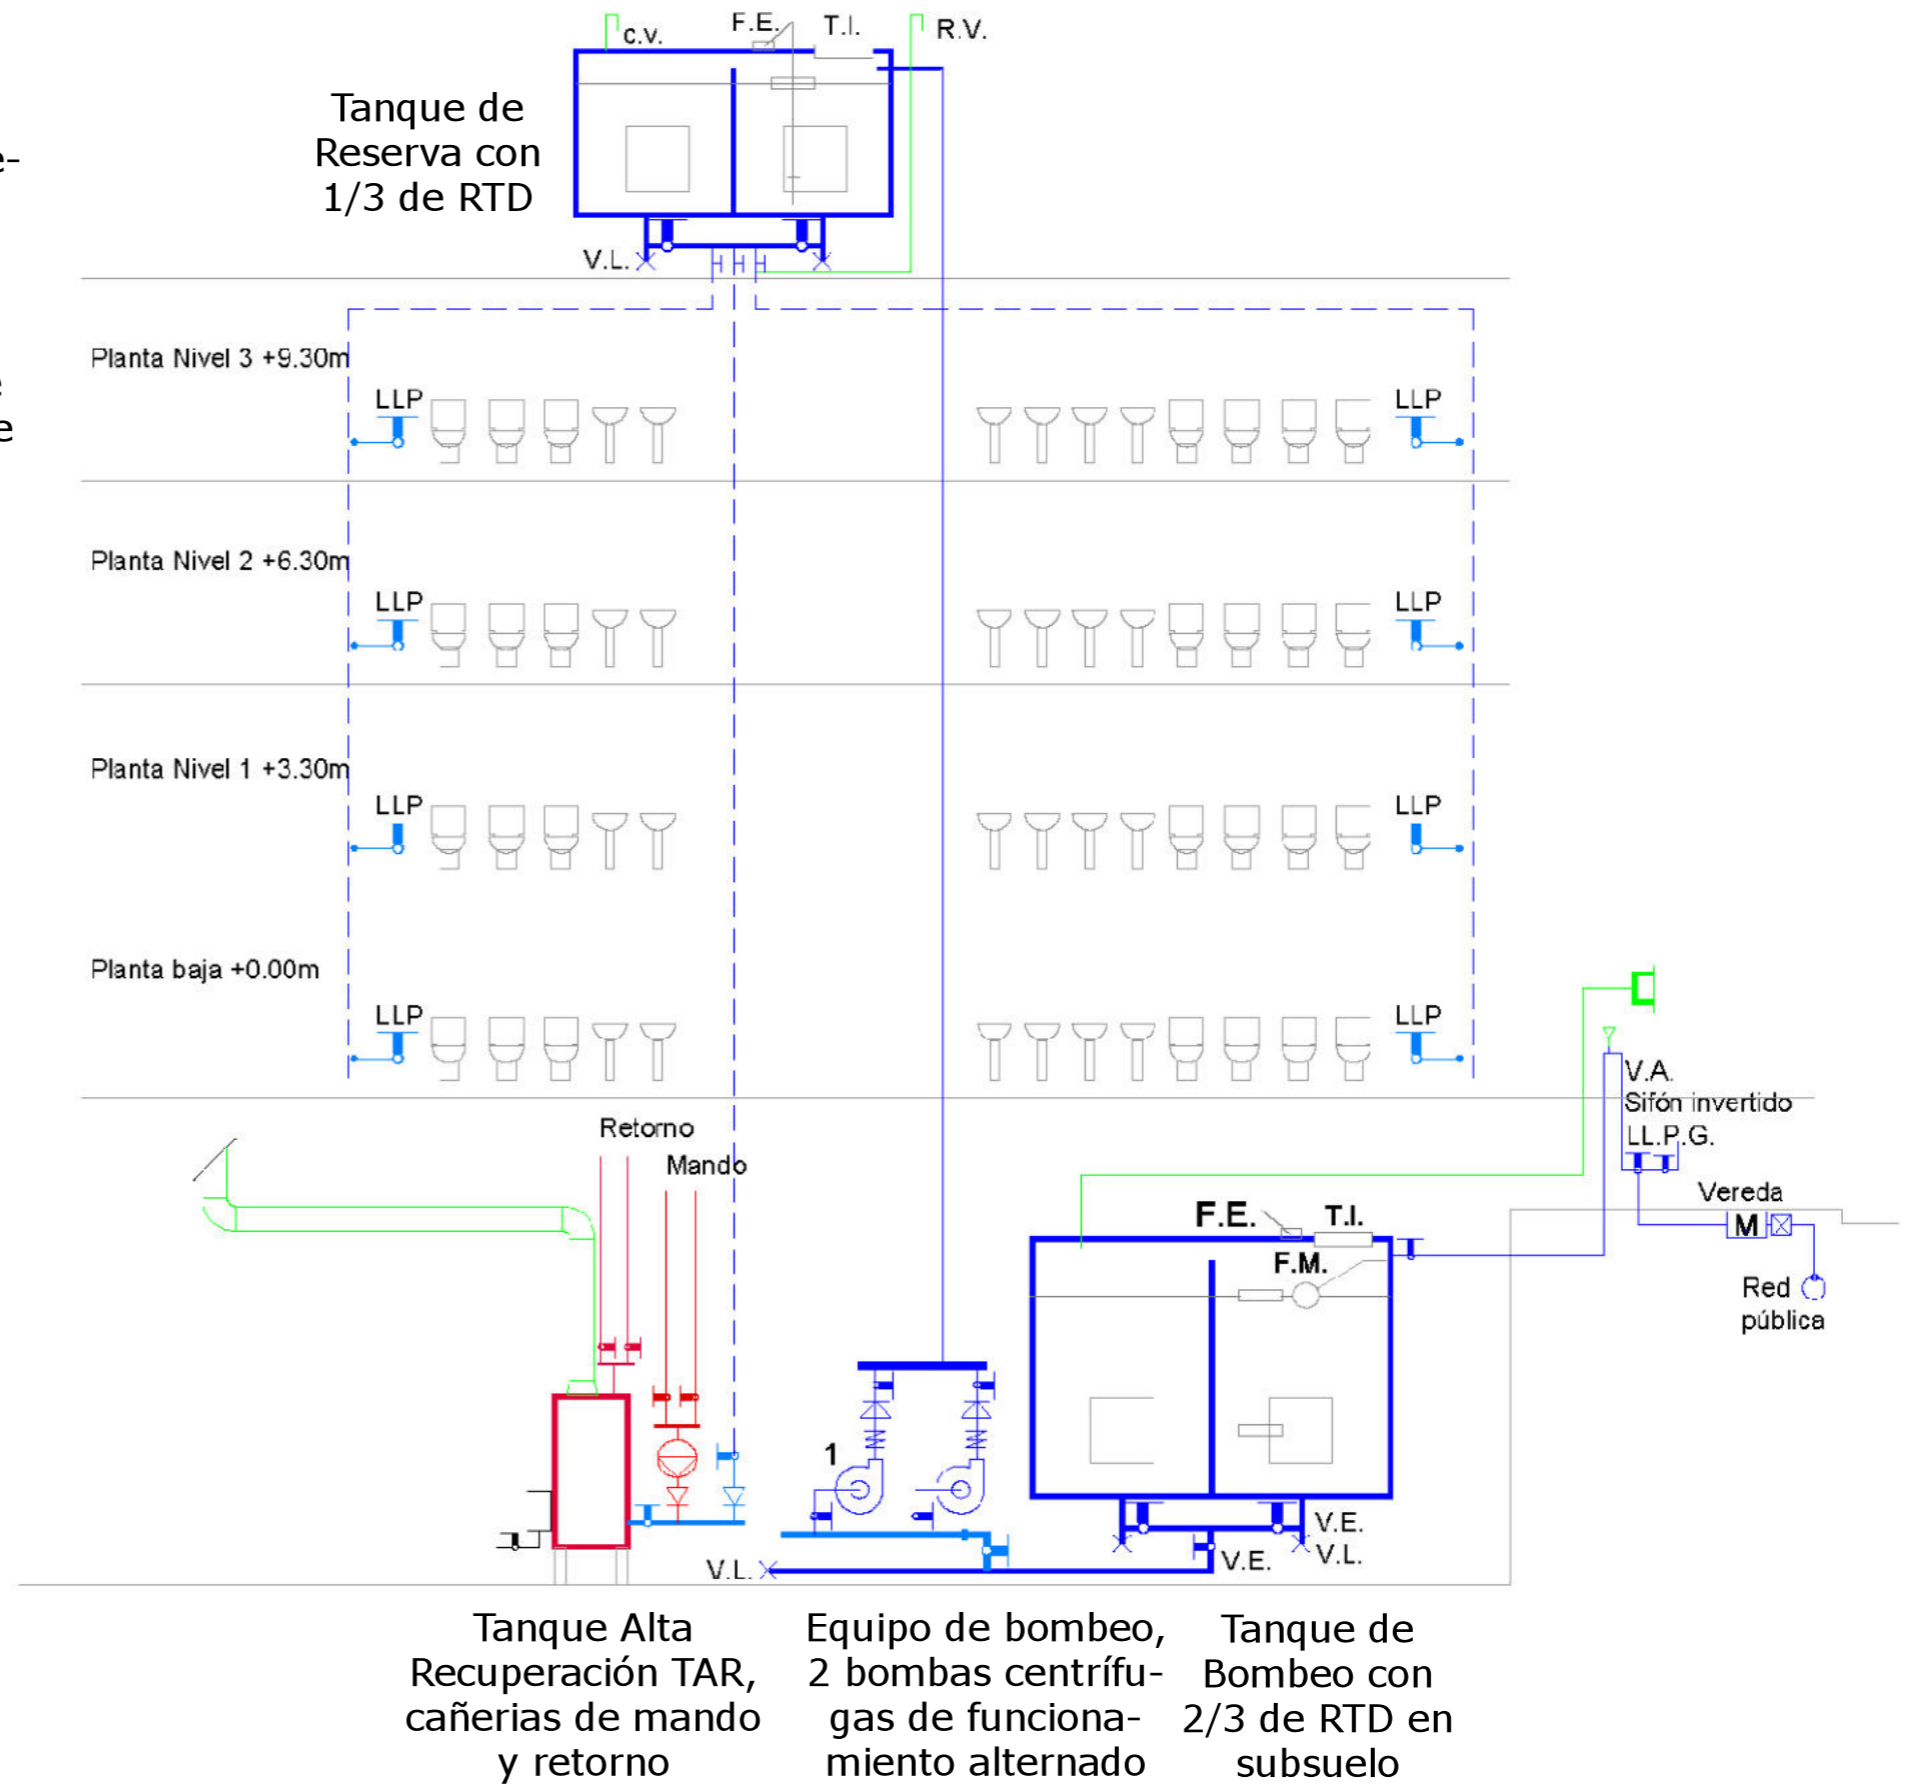 c.v.
F.E.
T.I.
R.V.
Tanque de
Reserva con
1/3 de RTD
e-
V.L.
Planta Nivel 3 +9.30m
e
LLP
LLP
Planta Nivel 2 +6.30m
LLP
LLP
Planta Nivel 1 +3.30m
LLP
LLP
Planta baja +0.00m
LLP
LLP
V.A.
Sifón invertido
LL.P.G.
Retorno
Mando
Vereda
F.E.
T.I.
M
F.M.
Red
pública
1
V.E.
V.L.
V.E.
V.L.
Tanque Alta
Recuperación TAR,
cañerias de mando
y retorno
Equipo de bombeo,
2 bombas centrífu-
gas de funciona-
miento alternado
Tanque de
Bombeo con
2/3 de RTD en
subsuelo